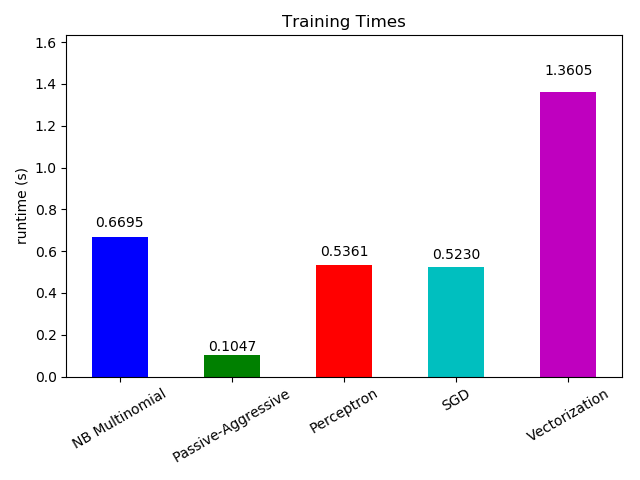 Training Times
runtime (s)
1.6
1.4
1.2
1.0
0.8
0.6
0.4
0.2
0.0
0.6695
0.1047
0.5361
0.5230
1.3605
NB Multinomial
Passive-Aggressive
Perceptron
SGD
Vectorization